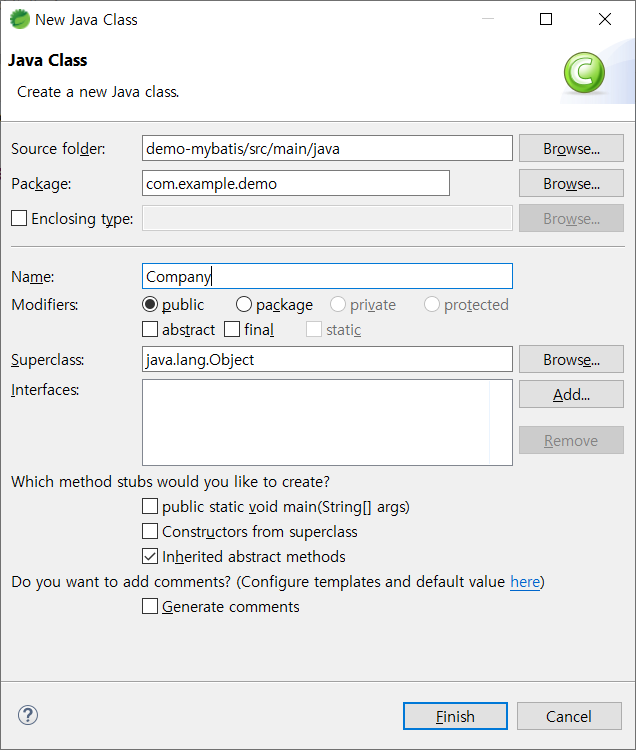 New Java Class
Java Class
Create a new Java class.
C
Source folder: demo-mybatis/src/main/java Browse...
Package: com.example.demo Browse...
Enclosing type: Browse...
Name: Company
Modifiers: public package private protected
abstract final static
Superclass: java.lang.Object Browse...
Interfaces: Add...
Remove
Which method stubs would you like to create?
public static void main(String[] args)
Constructors from superclass
Inherited abstract methods
Do you want to add comments? (Configure templates and default value here)
Generate comments
? Finish Cancel